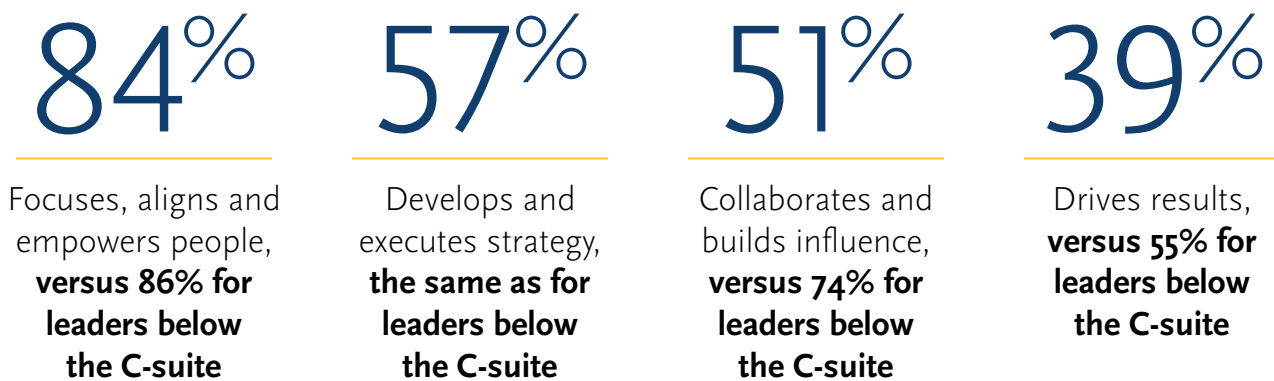 84%
Focuses, aligns and
empowers people,
versus 86% for
leaders below
the C-suite
57%
Develops and
executes strategy,
the same as for
leaders below
the C-suite
51%
Collaborates and
builds influence,
versus 74% for
leaders below
the C-suite
39%
Drives results,
versus 55% for
leaders below
the C-suite